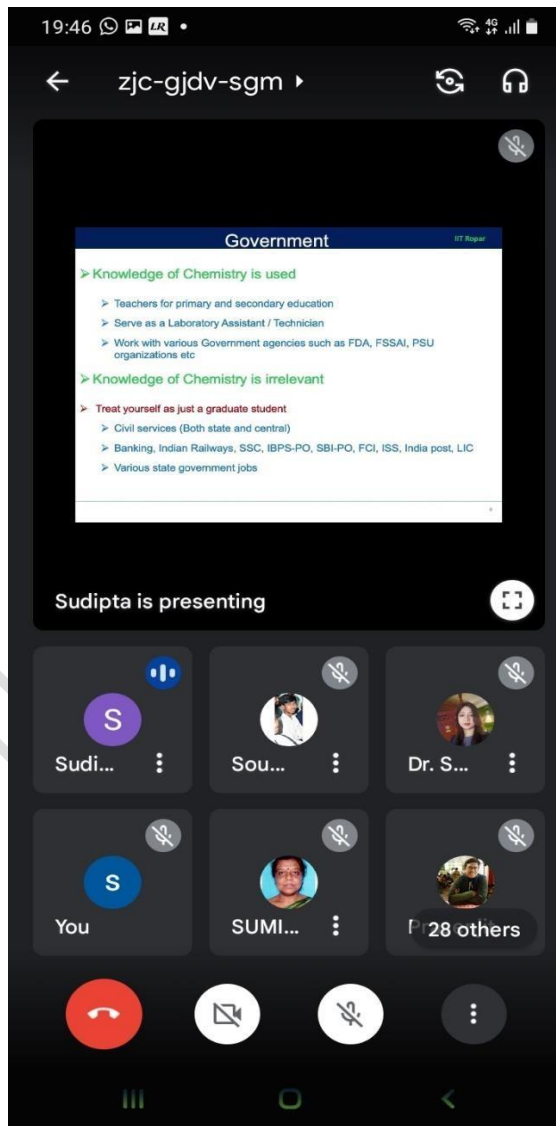 19:46 LR
4G
zjc-gjdv-sgm
Government
IIT Ropar
Knowledge of Chemistry is used
Teachers for primary and secondary education
Serve as a Laboratory Assistant / Technician
Work with various Government agencies such as FDA, FSSAI, PSU
organizations etc
Knowledge of Chemistry is irrelevant
Treat yourself as just a graduate student
Civil services (Both state and central)
Banking, Indian Railways, SSC, IBPS-PO, SBI-PO, FCI, ISS, India post, LIC
Various state government jobs
Sudipta is presenting
S
Sudi...
Sou...
Dr. S...
S
You
SUMI...
28 others